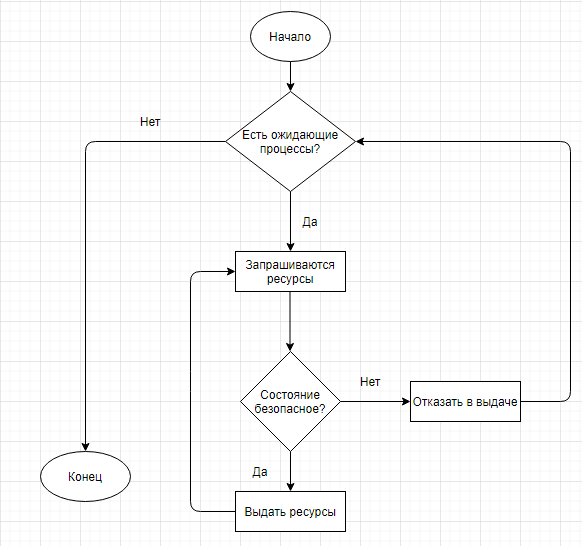 Начало
Есть ожидающие
процессы?
Нет
Да
Запрашиваются
ресурсы
Состояние
безопасное?
Нет
Отказать в выдаче
Да
Конец
Выдать ресурсы